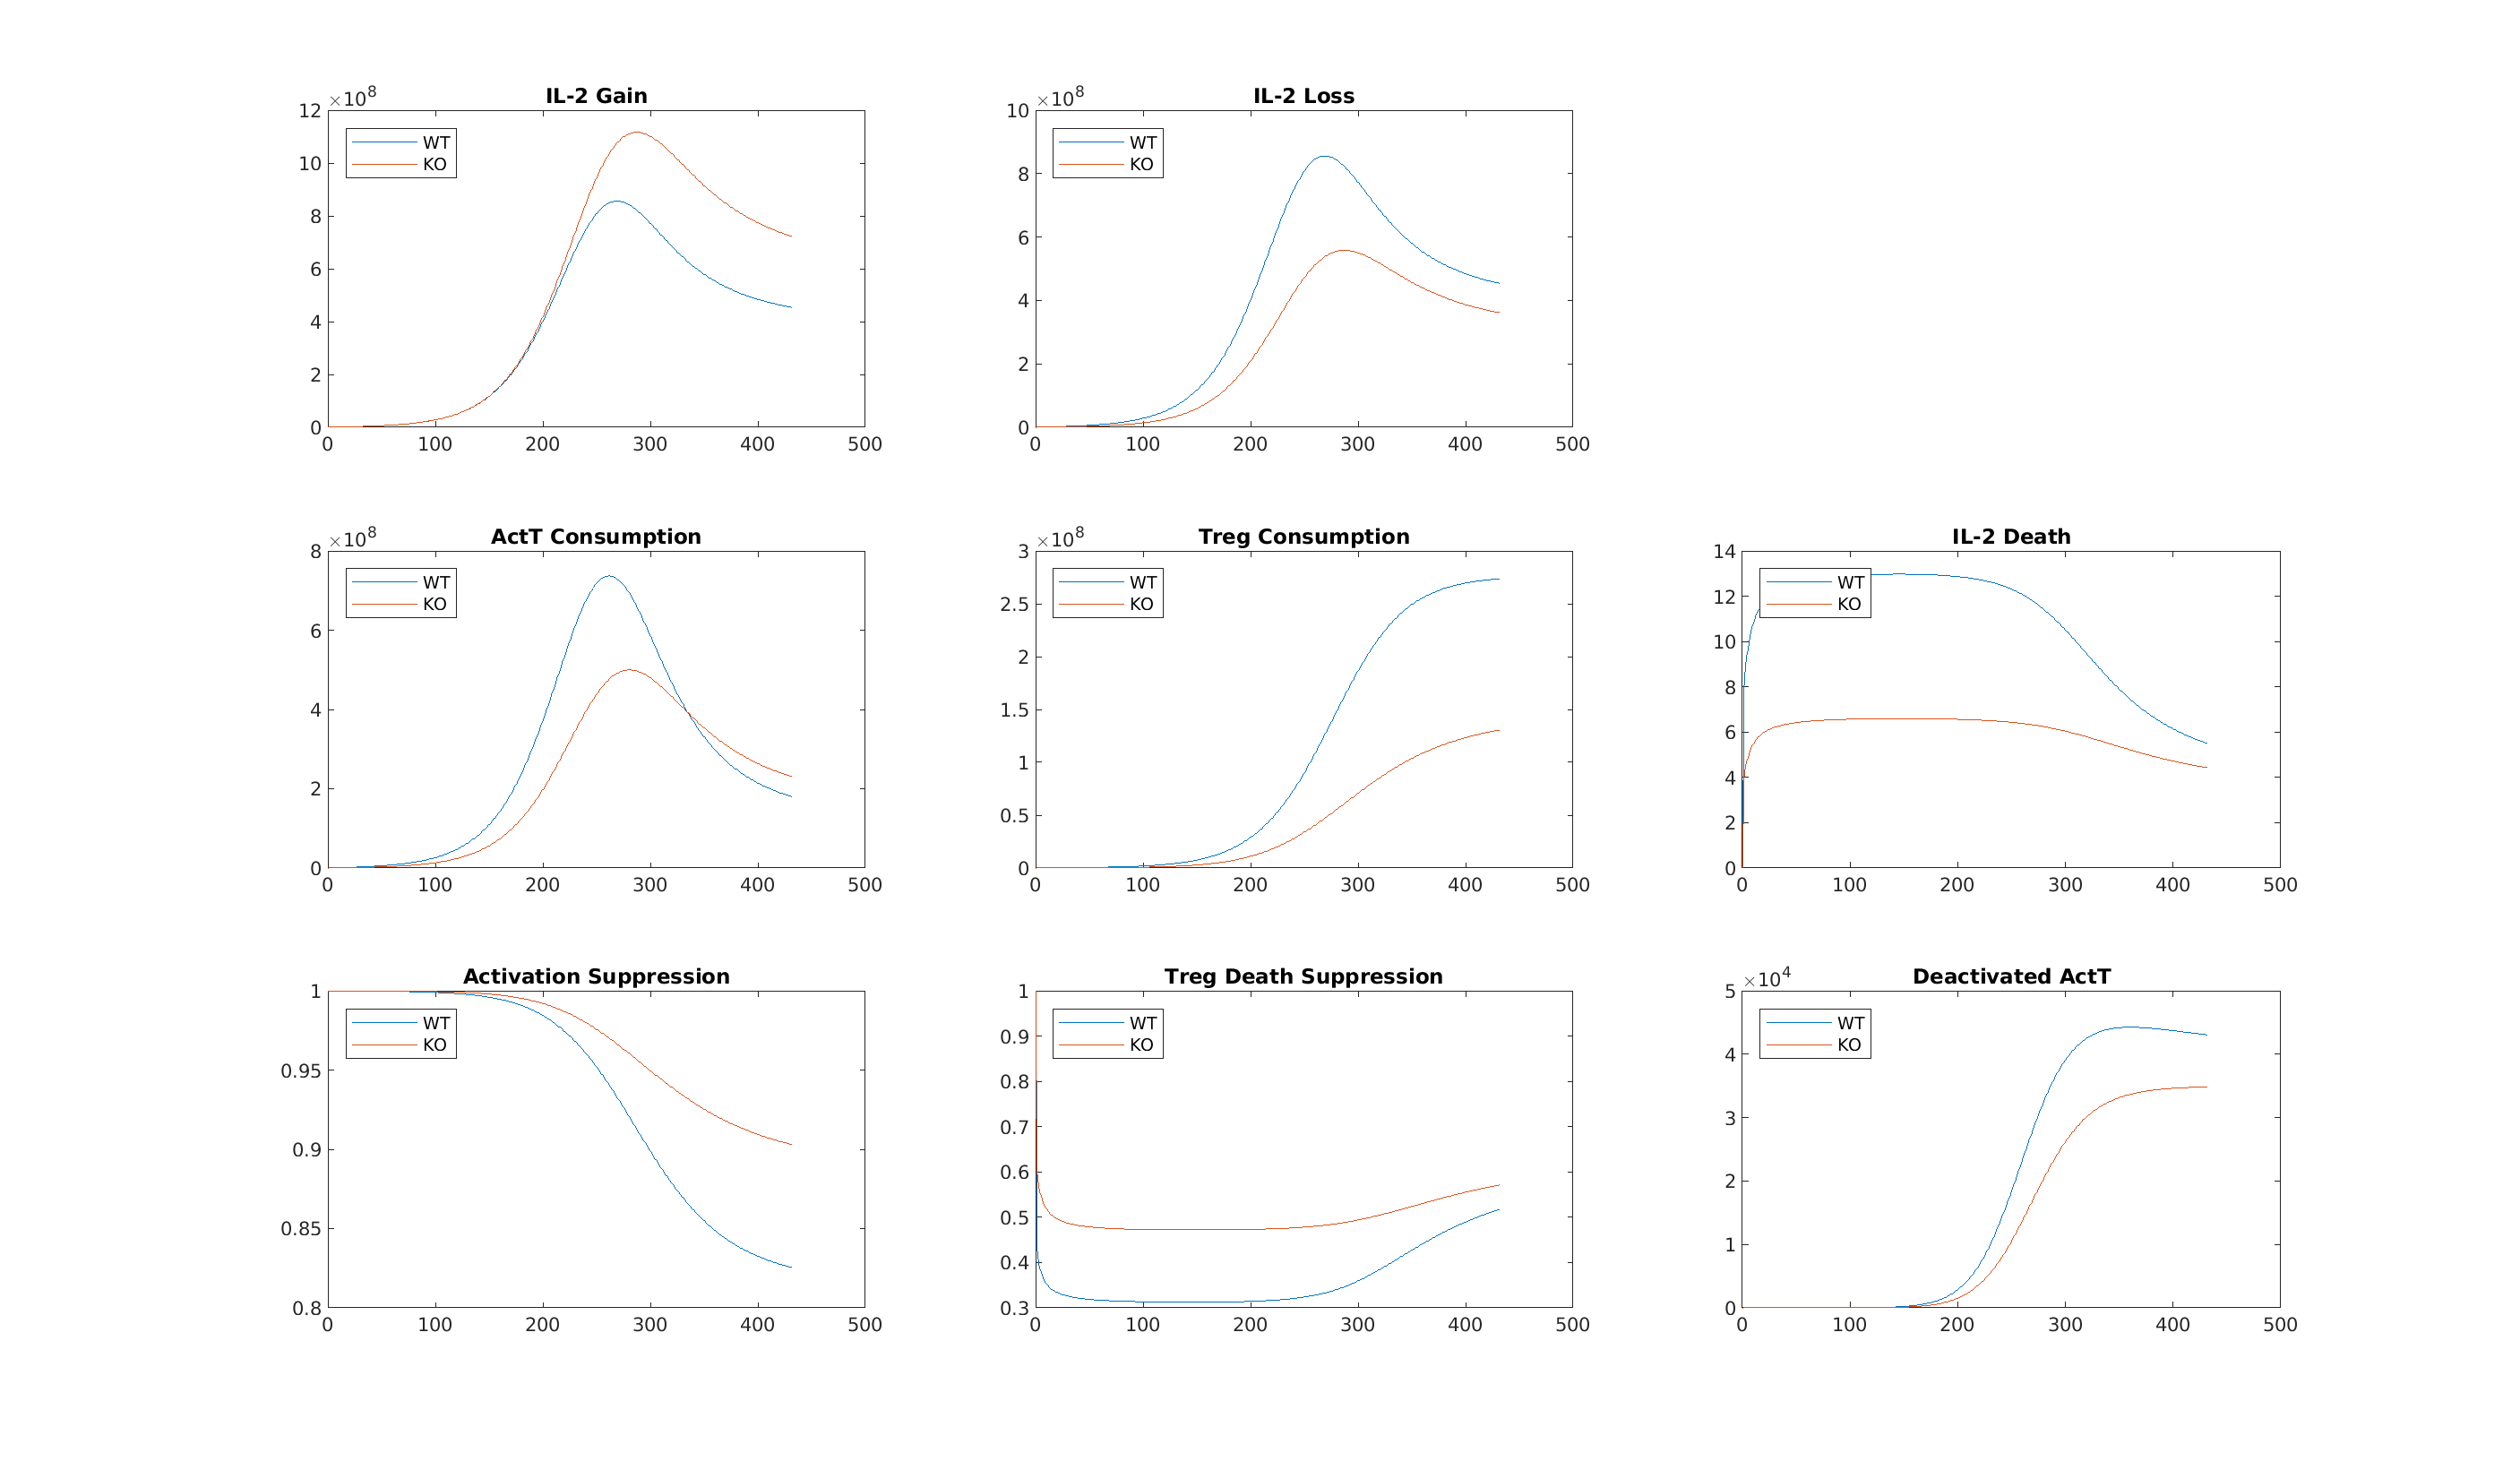 IL-2 Gain
×10^8
12
10
8
6
4
2
0
0 100 200 300 400 500
WT
KO
IL-2 Loss
×10^8
10
8
6
4
2
0
0 100 200 300 400 500
WT
KO
ActT Consumption
×10^8
8
6
4
2
0
0 100 200 300 400 500
WT
KO
Treg Consumption
×10^8
3
2.5
2
1.5
1
0.5
0
0 100 200 300 400 500
WT
KO
IL-2 Death
14
12
10
8
6
4
2
0
0 100 200 300 400 500
WT
KO
Activation Suppression
1
0.95
0.9
0.85
0.8
0 100 200 300 400 500
WT
KO
Treg Death Suppression
1
0.9
0.8
0.7
0.6
0.5
0.4
0.3
0 100 200 300 400 500
WT
KO
Deactivated ActT
×10^4
5
4
3
2
1
0
0 100 200 300 400 500
WT
KO